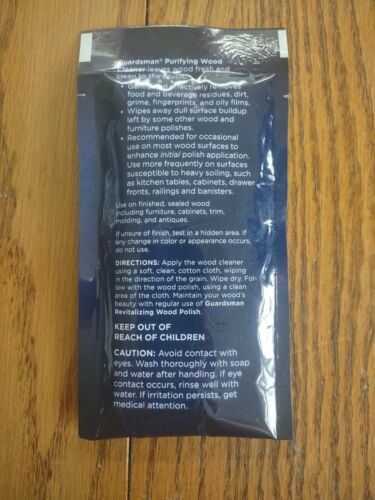 Guardsman® Purifying Wood
Cleaner leaves wood fresh and
clean to the touch.
• Gently and effectively removes
food and beverage residues, dirt,
grime, fingerprints, and oily films.
• Wipes away dull surface buildup
left by some other wood and
furniture polishes.
• Recommended for occasional
use on most wood surfaces to
enhance initial polish application.
Use more frequently on surfaces
susceptible to heavy soiling, such
as kitchen tables, cabinets, drawer
fronts, railings and banisters.
Use on finished, sealed wood
including furniture, cabinets, trim,
molding, and antiques.
If unsure of finish, test in a hidden area. If
any change in color or appearance occurs,
do not use.
DIRECTIONS: Apply the wood cleaner
using a soft, clean, cotton cloth, wiping
in the direction of the grain. Wipe dry. Fol-
low with the wood polish, using a clean
area of the cloth. Maintain your wood's
beauty with regular use of Guardsman
Revitalizing Wood Polish.
KEEP OUT OF
REACH OF CHILDREN
CAUTION: Avoid contact with
eyes. Wash thoroughly with soap
and water after handling. If eye
contact occurs, rinse well with
water. If irritation persists, get
medical attention.